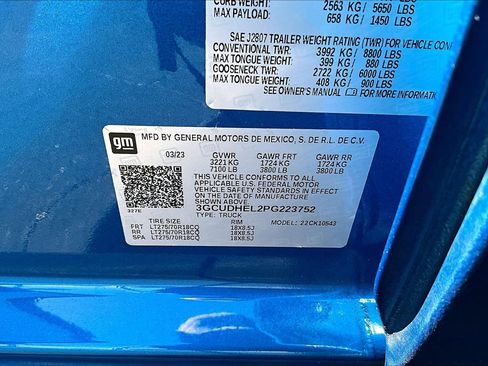 2563 KG/ 5650 LBS
MAX PAYLOAD: 658 KG/ 1450 LBS
SAE J2807 TRAILER WEIGHT RATING (TWR) FOR VEHICLE
CONVENTIONAL TWR: 3992 KG/ 8800 LBS
MAX TONGUE WEIGHT: 399 KG/ 880 LBS
GOOSENECK TWR: 2722 KG/ 6000 LBS
MAX TONGUE WEIGHT: 408 KG/ 900 LBS
SEE OWNER'S MANUAL FOR MORE
gm
MFD BY GENERAL MOTORS DE MEXICO, S. DE R.L. DE C.V.
03/23 GVWR GAWR FRT GAWR RR
3221KG 1724 KG 1724 KG
7100 LB 3800 LB 3800 LB
THIS VEHICLE CONFORMS TO ALL APPLICABLE
U.S. FEDERAL MOTOR VEHICLE
SAFETY STANDARDS IN EFFECT
ON THE DATE OF MANUFACTURE
SHOWN ABOVE.
3GCUDHEL2PG223752
TYPE: TRUCK
327E
TIRE SIZE RIM MODEL: 22CK10543
FRT LT275/70R18CQ 18X8.5J
RR LT275/70R18CQ 18X8.5J
SPA LT275/70R18CQ 18X8.5J